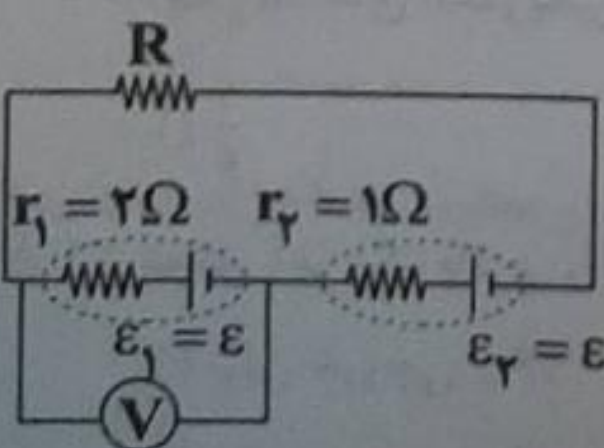 R
r₁ = ۲Ω r₂ = ۱Ω
ε₁ = ε
ε₂ = ε
V